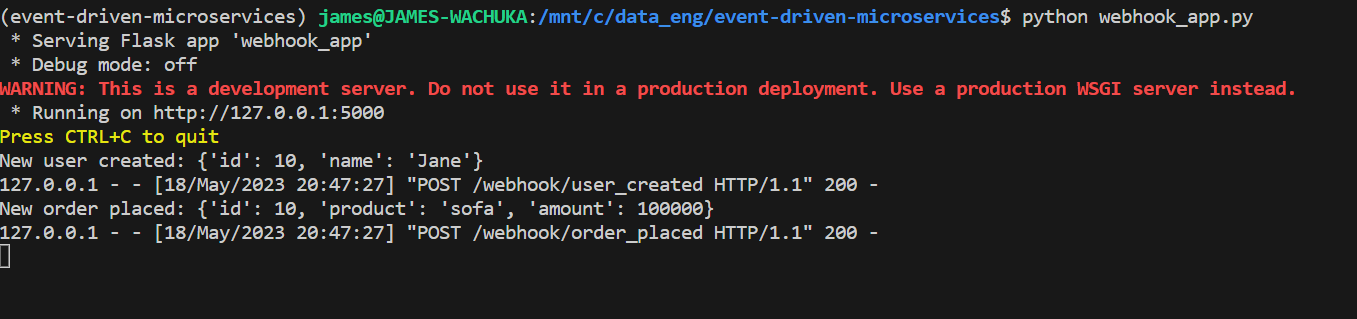 (event-driven-microservices) james@JAMES-WACHUKA:/mnt/c/data_eng/event-driven-microservices$ python webhook_app.py
 * Serving Flask app 'webhook_app'
 * Debug mode: off
WARNING: This is a development server. Do not use it in a production deployment. Use a production WSGI server instead.
 * Running on http://127.0.0.1:5000
Press CTRL+C to quit
New user created: {'id': 10, 'name': 'Jane'}
127.0.0.1 - - [18/May/2023 20:47:27] "POST /webhook/user_created HTTP/1.1" 200 -
New order placed: {'id': 10, 'product': 'sofa', 'amount': 100000}
127.0.0.1 - - [18/May/2023 20:47:27] "POST /webhook/order_placed HTTP/1.1" 200 -